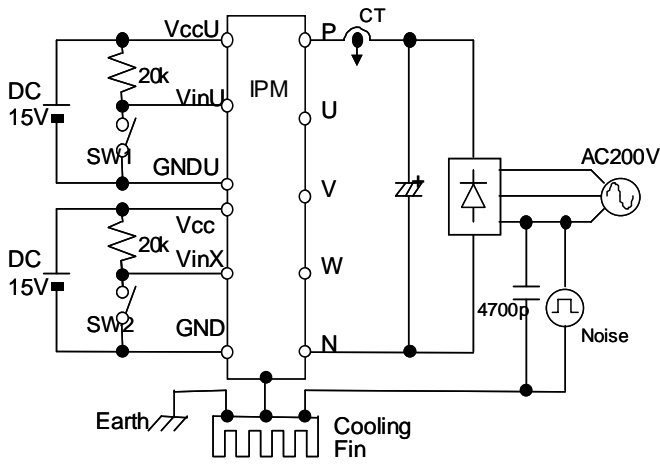 VccU
P
CT
20k
IPM
DC
15V
VinU
U
SW1
AC200V
GNDU
V
Vcc
20k
DC
15V
VinX
W
4700p
SW2
GND
N
Noise
Earth
Cooling
Fin